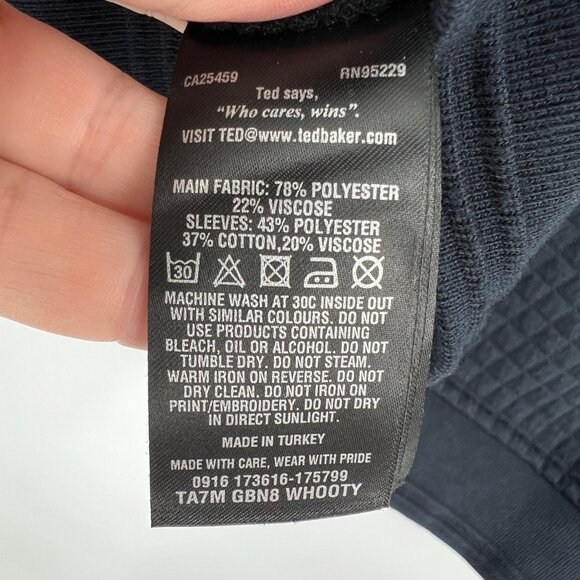 CA25459 RN95229
Ted says,
"Who cares, wins".
VISIT TED@www.tedbaker.com
MAIN FABRIC: 78% POLYESTER
22% VISCOSE
SLEEVES: 43% POLYESTER
37% COTTON,20% VISCOSE
30
MACHINE WASH AT 30C INSIDE OUT
WITH SIMILAR COLOURS. DO NOT
USE PRODUCTS CONTAINING
BLEACH, OIL OR ALCOHOL. DO NOT
TUMBLE DRY. DO NOT STEAM.
WARM IRON ON REVERSE. DO NOT
DRY CLEAN. DO NOT IRON ON
PRINT/EMBROIDERY. DO NOT DRY
IN DIRECT SUNLIGHT.
MADE IN TURKEY
MADE WITH CARE, WEAR WITH PRIDE
0916 173616-175799
TA7M GBN8 WHOOTY